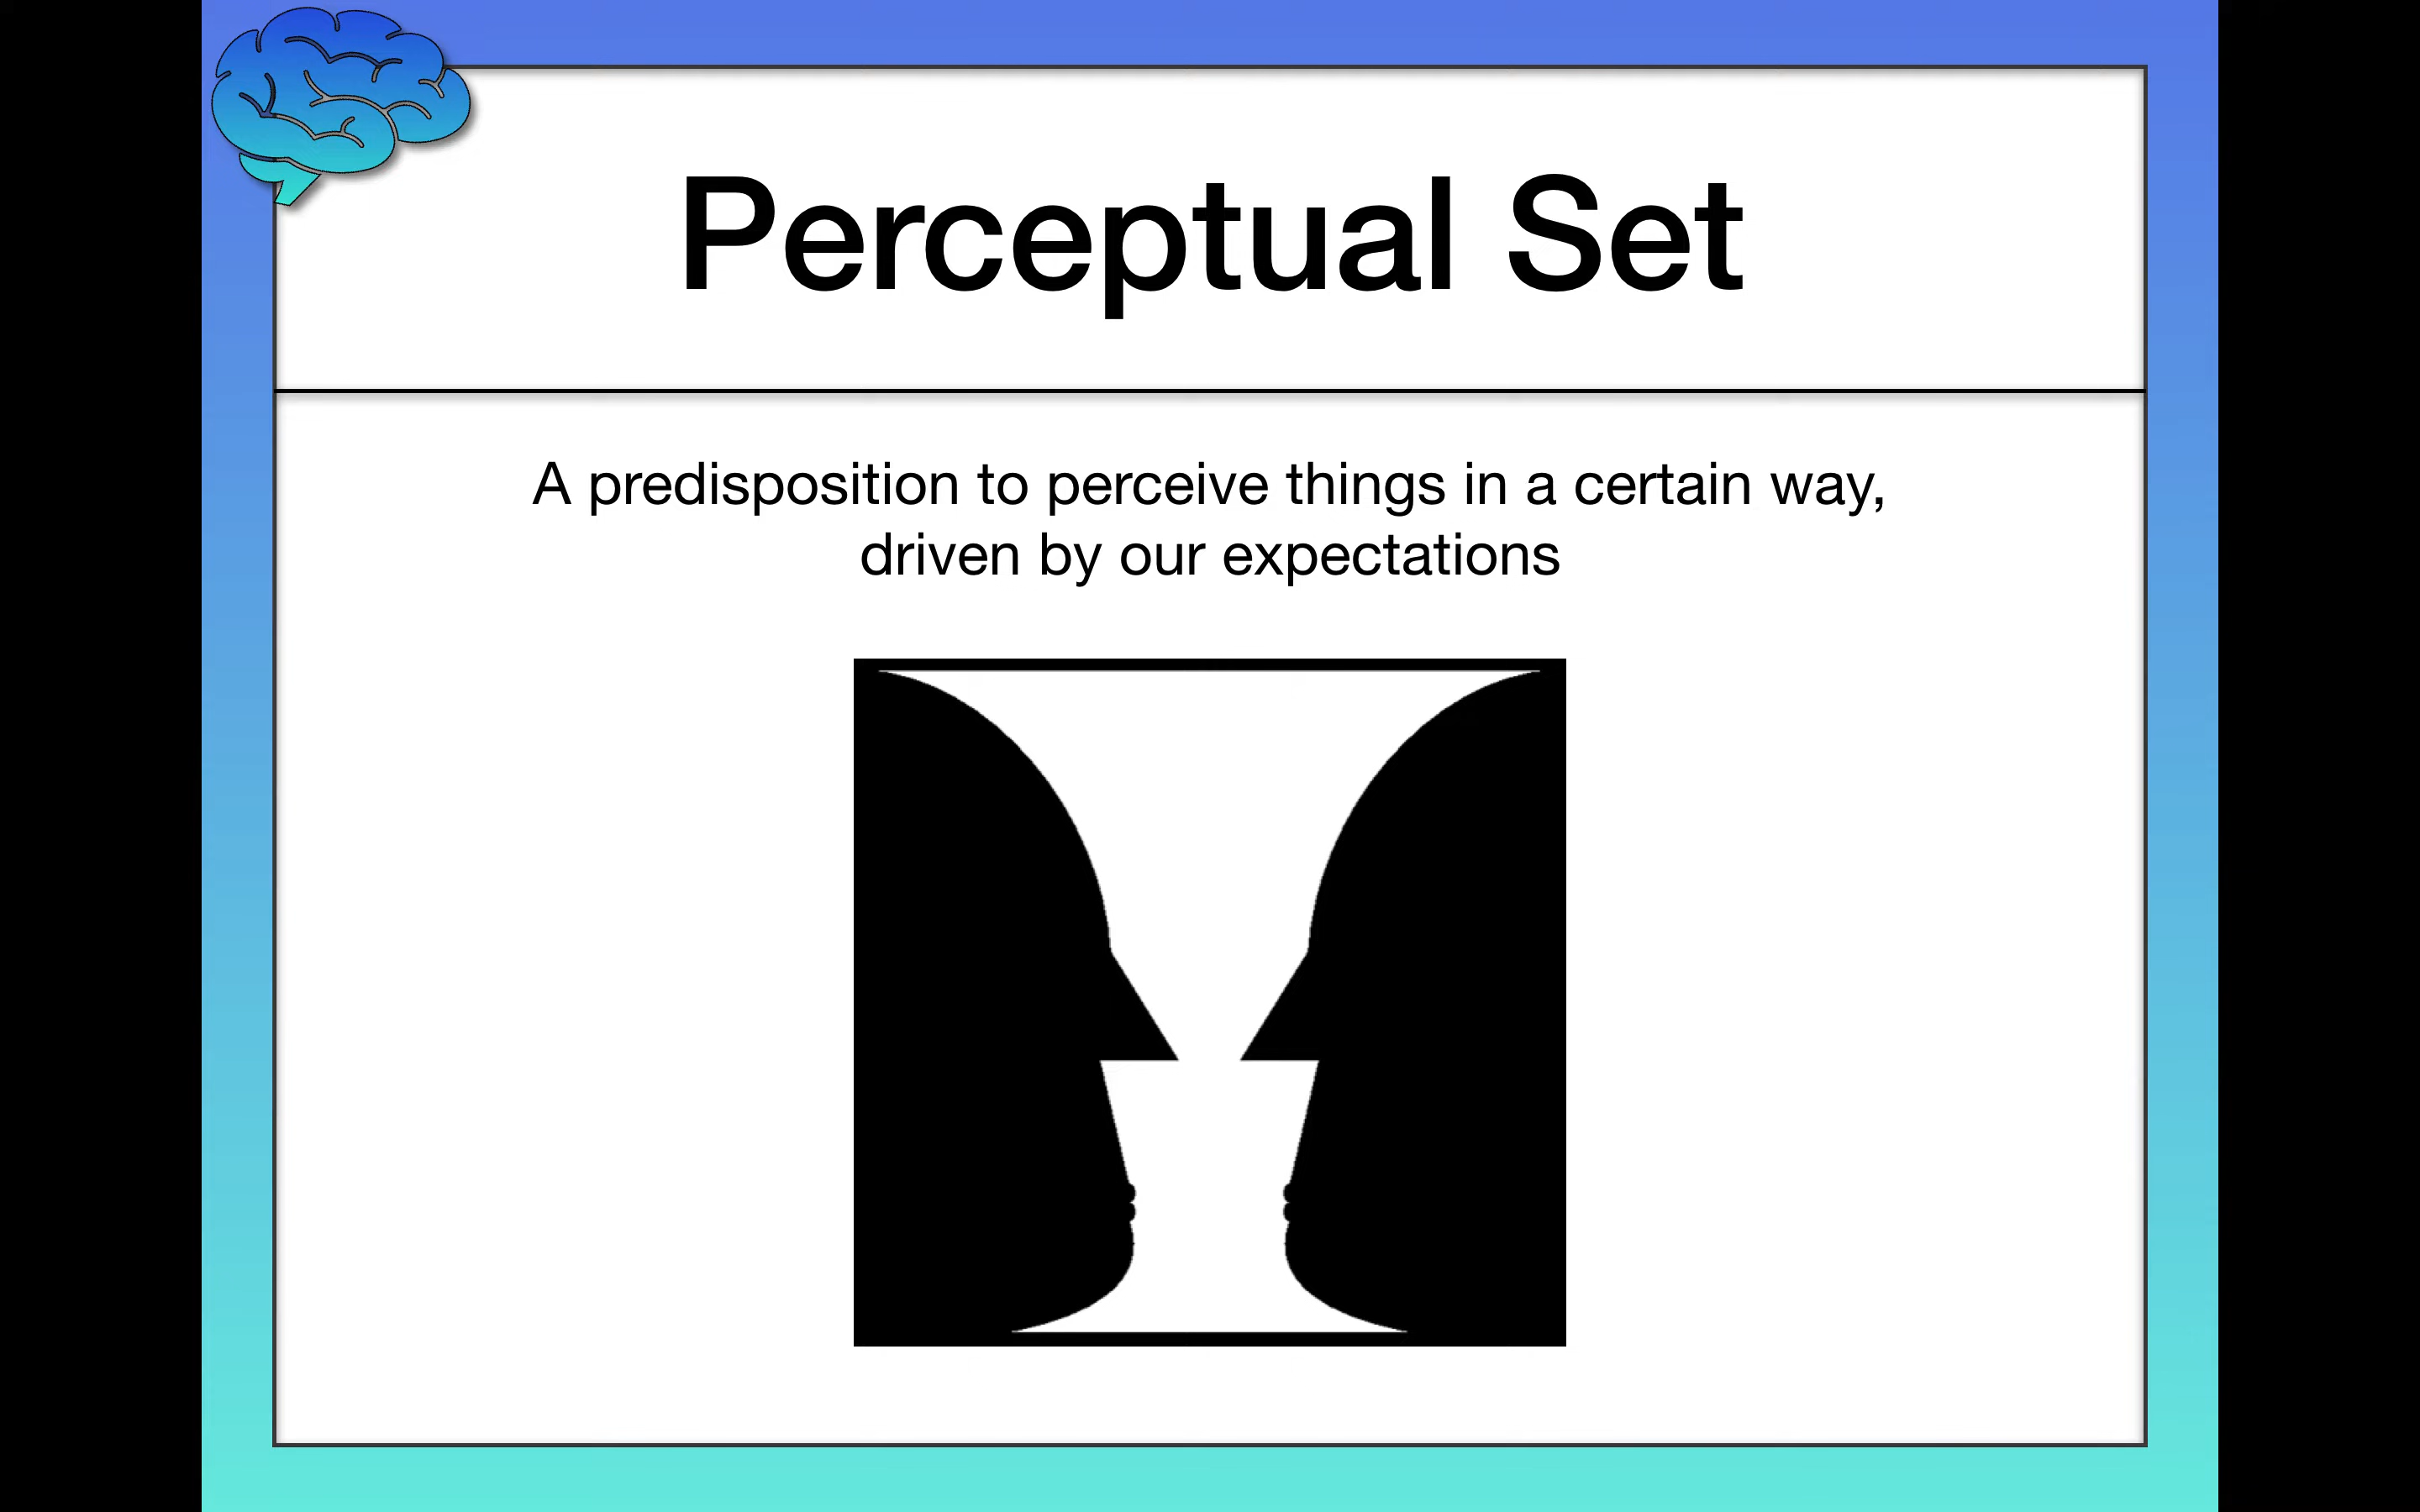 Perceptual Set
A predisposition to perceive things in a certain way,
driven by our expectations